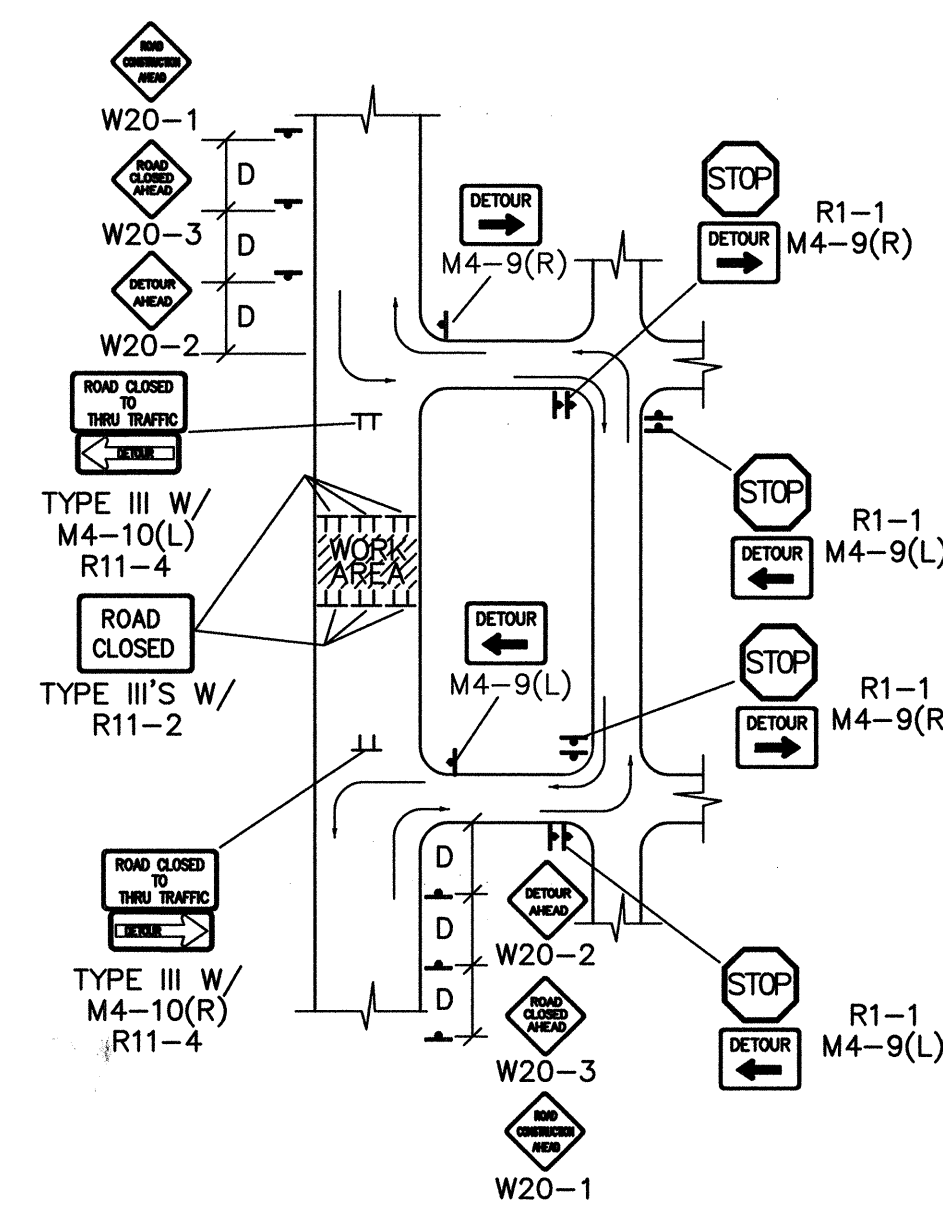 ROAD
CONSTRUCTION
AHEAD
W20-1
ROAD
CLOSED
AHEAD
W20-3
DETOUR
AHEAD
W20-2
D
D
D
ROAD CLOSED
TO
THRU TRAFFIC
DETOUR
TYPE III W/
M4-10(L)
R11-4
ROAD
CLOSED
TYPE III'S W/
R11-2
ROAD CLOSED
TO
THRU TRAFFIC
DETOUR
TYPE III W/
M4-10(R)
R11-4
DETOUR
M4-9(R)
WORK
AREA
DETOUR
M4-9(L)
STOP
DETOUR
R1-1
M4-9(R)
STOP
DETOUR
R1-1
M4-9(L
STOP
DETOUR
R1-1
M4-9(R
D
D
D
DETOUR
AHEAD
W20-2
ROAD
CLOSED
AHEAD
W20-3
ROAD
CONSTRUCTION
AHEAD
W20-1
STOP
DETOUR
R1-1
M4-9(L)